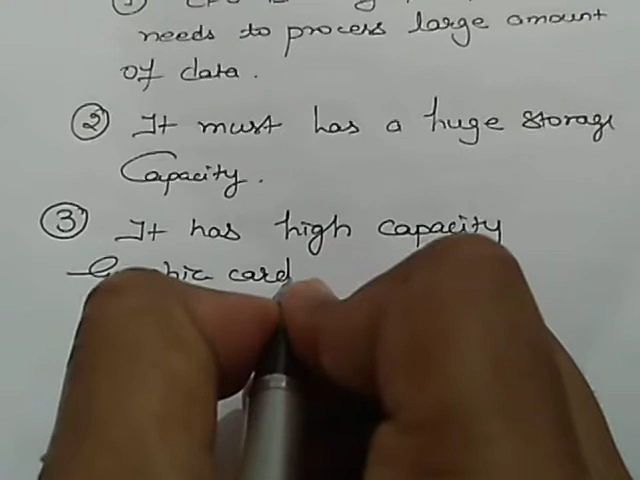 needs to process large amount
of data.
② It must has a huge storage
Capacity.
③ It has high capacity
card